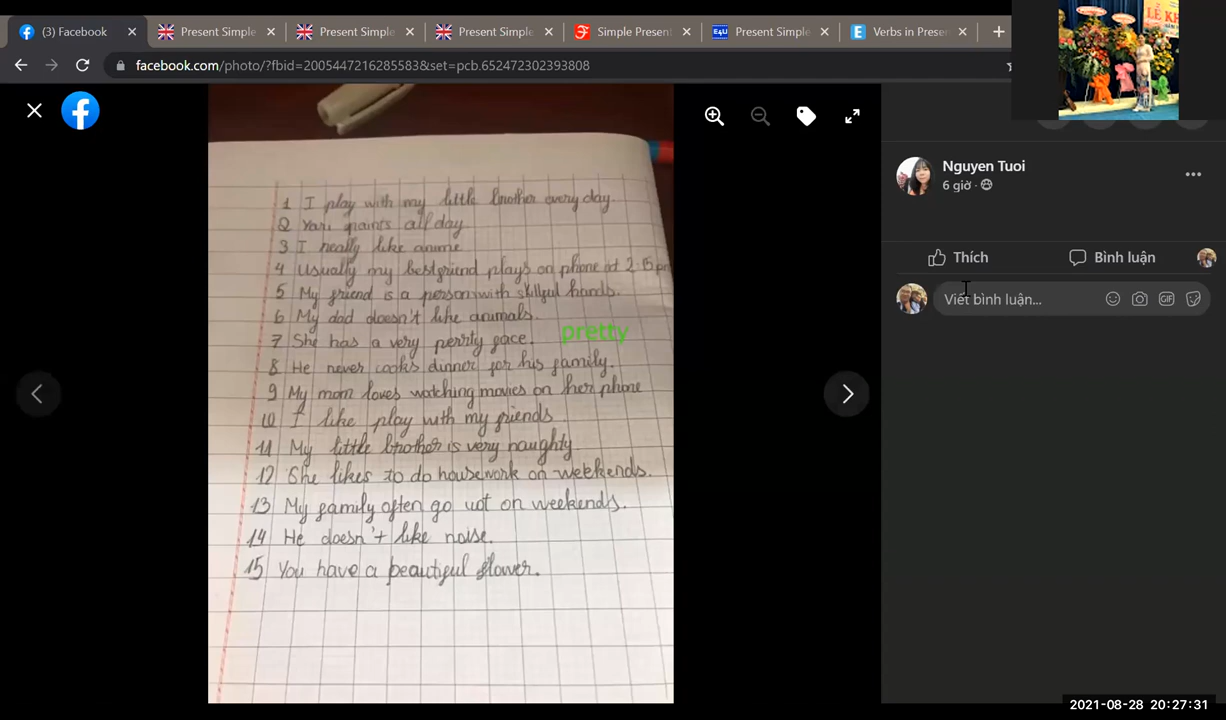 (3) Facebook
Present Simple
Present Simple
Present Simple
Simple Present
Present Simple
Verbs in Prese
facebook.com/photo/?fbid=2005447216285583&set=pcb.652472302393808
LỄ KH
Nguyen Tuoi
6 giờ
Thích
Bình luận
Viết bình luận...
GIF
1 I play with my little brother every day.
2 paints all day
3 I really like anime
4 Usually my bestfriend plays on phone at 2:15 pm
5 My friend is a person with skillful hands.
6 My dad doesn't like animals.
7 She has a very perrty face.
pretty
8 He never cooks dinner for his family.
9 My mom loves watching movies on her phone
10 I like play with my friends
11 My little brother is very naughty
12 She likes to do housework on weekends.
13 My family often go uot on weekends.
14 He doesn't like noise.
15 You have a beautiful flower.
2021-08-28 20:27:31